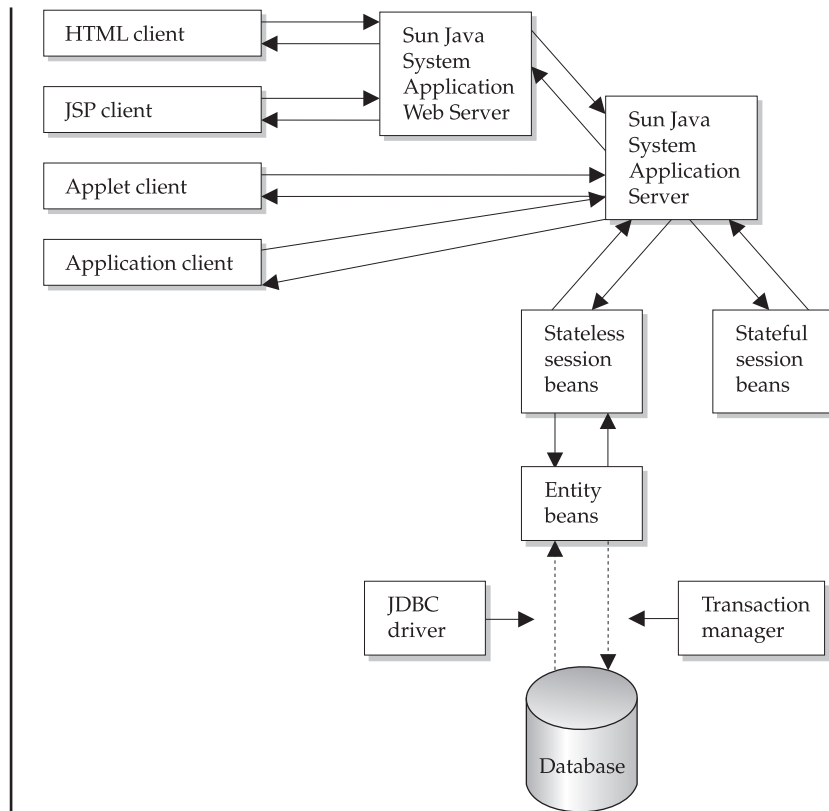 HTML client
Sun Java
System
Application
Web Server
JSP client
Sun Java
System
Application
Server
Applet client
Application client
Stateless
session
beans
Stateful
session
beans
Entity
beans
JDBC
driver
Transaction
manager
Database